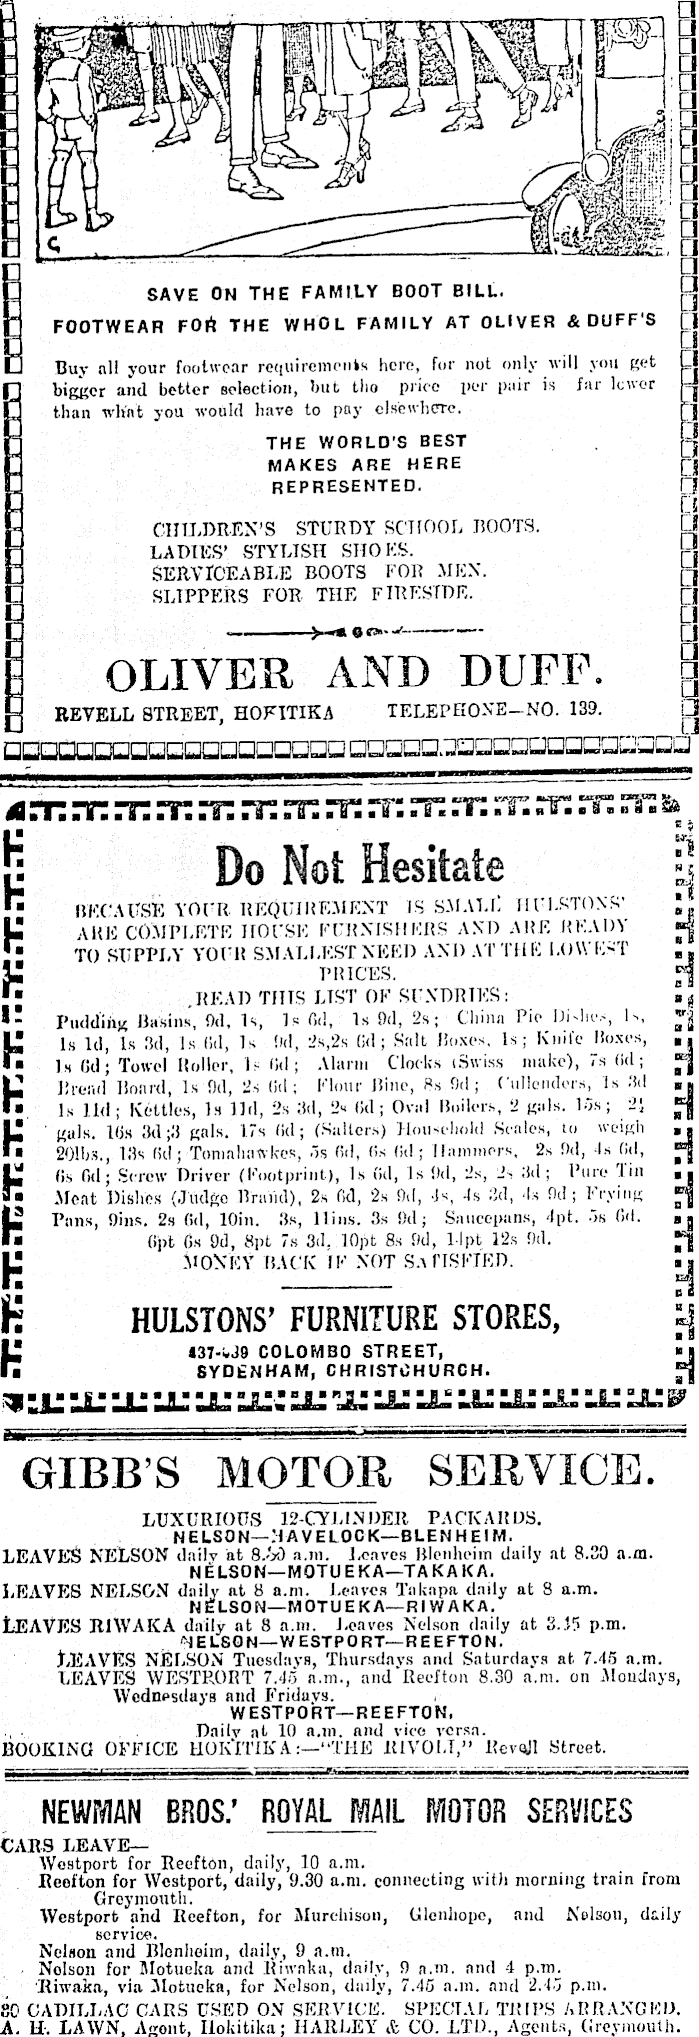 SAVE ON THE FAMILY BOOT BILL.
FOOTWEAR FOR THE WHOL FAMILY AT OLIVER & DUFF'S
Buy all your footwear requirements here, for not only will you get
bigger and better selection, but tho price per pair is far lower
than what you would have to pay elsewhere.
THE WORLD'S BEST
MAKES ARE HERE
REPRESENTED.
CHILDREN'S STURDY SCHOOL BOOTS.
LADIES' STYLISH SHOES.
SERVICEABLE BOOTS FOR MEN.
SLIPPERS FOR THE FIRESIDE.
OLIVER AND DUFF.
REVELL STREET, HOKITIKA TELEPHONE—NO. 139.
Do Not Hesitate
BECAUSE YOUR REQUIREMENT IS SMALL HULSTONS'
ARE COMPLETE HOUSE FURNISHERS AND ARE READY
TO SUPPLY YOUR SMALLEST NEED AND AT THE LOWEST
PRICES.
READ THIS LIST OF SUNDRIES:
Pudding Basins, 9d, 1s, 1s 6d, 1s 9d, 2s; China Pie Dishes, 1s,
1s 1d, 1s 3d, 1s 6d, 1s 9d, 2s,2s 6d; Salt Boxes, 1s; Knife Boxes,
1s 6d; Towel Roller, 1s 6d; Alarm Clocks (Swiss make), 7s 6d;
Bread Board, 1s 9d, 2s 6d; Flour Bins, 8s 9d; Cullenders, 1s 3d
1s 11d; Kettles, 1s 11d, 2s 3d, 2s 6d; Oval Boilers, 2 gals. 15s; 2½
gals. 16s 3d;3 gals. 17s 6d; (Salters) Household Scales, to weigh
20lbs., 13s 6d; Tomahawkes, 5s 6d, 6s 6d; Hammers, 2s 9d, 4s 6d,
6s 6d; Screw Driver (Footprint), 1s 6d, 1s 9d, 2s, 2s 3d; Pure Tin
Meat Dishes (Judge Brand), 2s 6d, 2s 9d, 4s, 4s 3d, 4s 9d; Frying
Pans, 9ins. 2s 6d, 10in. 3s, 11ins. 3s 9d; Saucepans, 4pt. 5s 6d.
6pt 6s 9d, 8pt 7s 3d, 10pt 8s 9d, 14pt 12s 9d.
MONEY BACK IF NOT SATISFIED.
HULSTONS' FURNITURE STORES,
COLOMBO STREET,
SYDENHAM, CHRISTCHURCH.
GIBB'S MOTOR SERVICE.
LUXURIOUS 12-CYLINDER PACKARDS.
NELSON—HAVELOCK—BLENHEIM.
LEAVES NELSON daily at a.m. Leaves Blenheim daily at 8.30 a.m.
NELSON—MOTUEKA—TAKAKA.
LEAVES NELSON daily at 8 a.m. Leaves Takapa daily at 8 a.m.
NELSON—MOTUEKA—RIWAKA.
LEAVES RIWAKA daily at 8 a.m. Leaves Nelson daily at 3.15 p.m.
NELSON—WESTPORT—REEFTON.
LEAVES NELSON Tuesdays, Thursdays and Saturdays at 7.45 a.m.
LEAVES WESTPORT 7.45 a.m., and Reefton 8.30 a.m. on Mondays,
Wednesdays and Fridays.
WESTPORT—REEFTON.
Daily at 10 a.m. and vice versa.
BOOKING OFFICE HOKITIKA:—"THE RIVOLI," Revell Street.
NEWMAN BROS.' ROYAL MAIL MOTOR SERVICES
CARS LEAVE—
Westport for Reefton, daily, 10 a.m.
Reefton for Westport, daily, 9.30 a.m. connecting with morning train from
Greymouth.
Westport and Reefton, for Murchison, Glenhope, and Nelson, daily
service.
Nelson and Blenheim, daily, 9 a.m.
Nelson for Motueka and Riwaka, daily, 9 a.m. and 4 p.m.
Riwaka, via Motueka, for Nelson, daily, 7.45 a.m. and 2.45 p.m.
30 CADILLAC CARS USED ON SERVICE. SPECIAL TRIPS ARRANGED.
A. H. LAWN, Agent, Hokitika; HARLEY & CO. LTD., Agents, Greymouth.